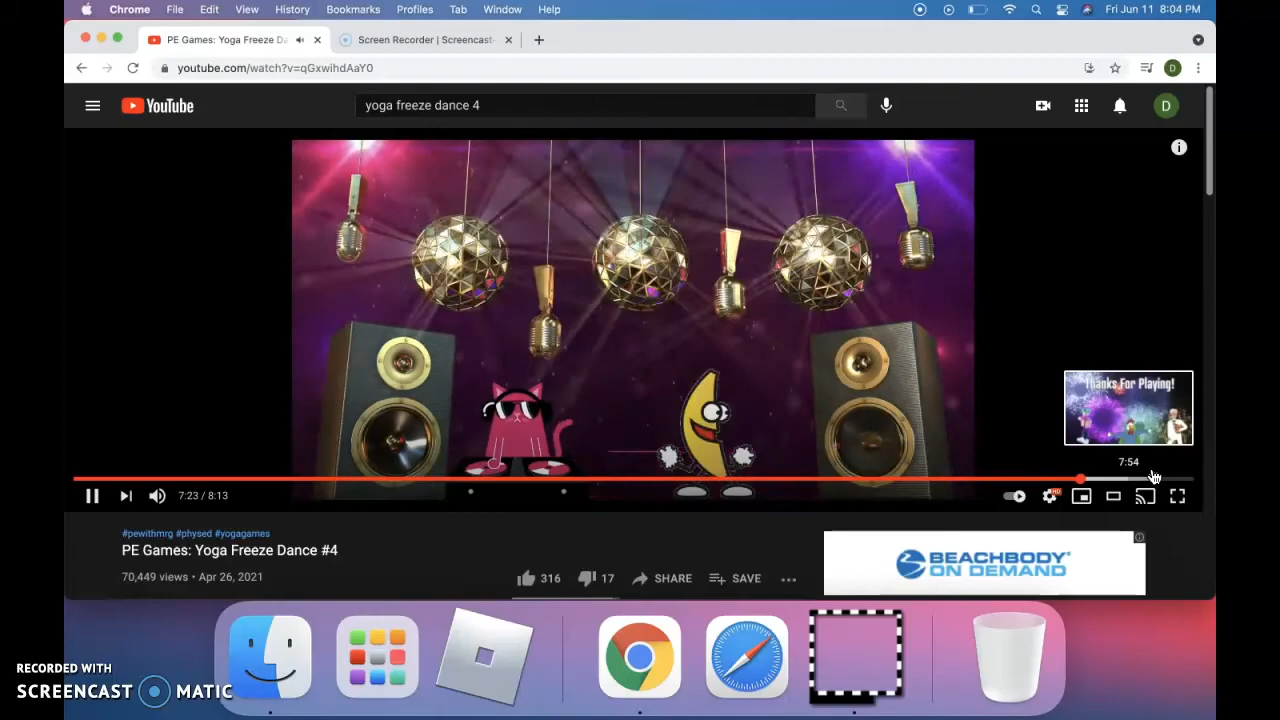 Chrome File Edit View History Bookmarks Profiles Tab Window Help Fri Jun 11 8:04 PM
PE Games: Yoga Freeze Da
Screen Recorder | Screencast-
youtube.com/watch?v=qGxwihdAaY0
D
YouTube
yoga freeze dance 4
D
Thanks For Playing!
7:54
7:23 / 8:13
HD
#pewithmrg #physed #yogagames
PE Games: Yoga Freeze Dance #4
70,449 views • Apr 26, 2021
316 17 SHARE SAVE
BEACHBODY
ON DEMAND
RECORDED WITH
SCREENCAST MATIC